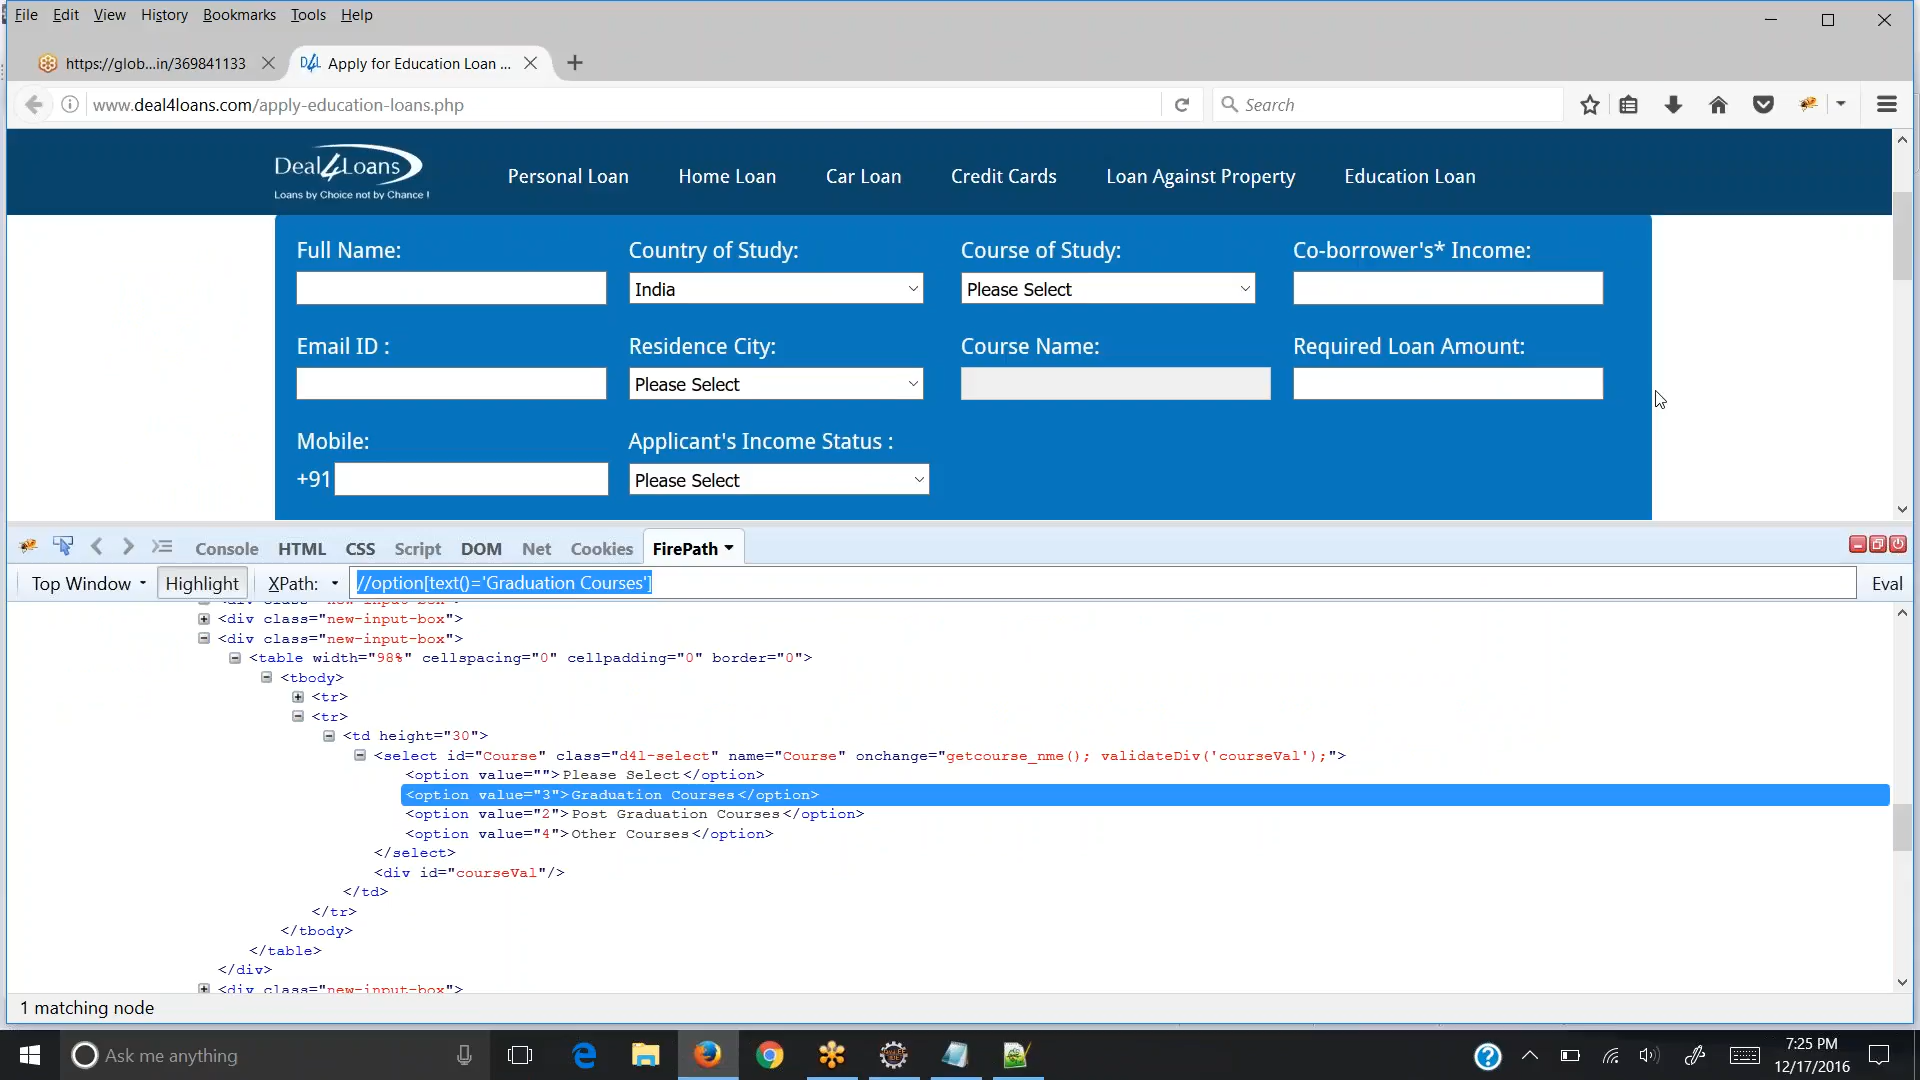 File Edit View History Bookmarks Tools Help
https://glob...in/369841133
Apply for Education Loan ...
www.deal4loans.com/apply-education-loans.php
Search
Deal4Loans
Loans by Choice not by Chance !
Personal Loan
Home Loan
Car Loan
Credit Cards
Loan Against Property
Education Loan
Full Name:
Country of Study:
Course of Study:
Co-borrower's* Income:
India
Please Select
Email ID :
Residence City:
Course Name:
Required Loan Amount:
Please Select
Mobile:
Applicant's Income Status :
+91
Please Select
Console HTML CSS Script DOM Net Cookies FirePath
Top Window Highlight XPath: //option[text()='Graduation Courses'] Eval
<div class="new-input-box">
<div class="new-input-box">
<div class="new-input-box">
<table width="98%" cellspacing="0" cellpadding="0" border="0">
<tbody>
<tr>
<tr>
<td height="30">
<select id="Course" class="d4l-select" name="Course" onchange="getcourse_nme(); validateDiv('courseVal');">
<option value="">Please Select</option>
<option value="3">Graduation Courses</option>
<option value="2">Post Graduation Courses</option>
<option value="4">Other Courses</option>
</select>
<div id="courseVal"/>
</td>
</tr>
</tbody>
</table>
</div>
<div class="new-input-box">
1 matching node
Ask me anything
7:25 PM
12/17/2016